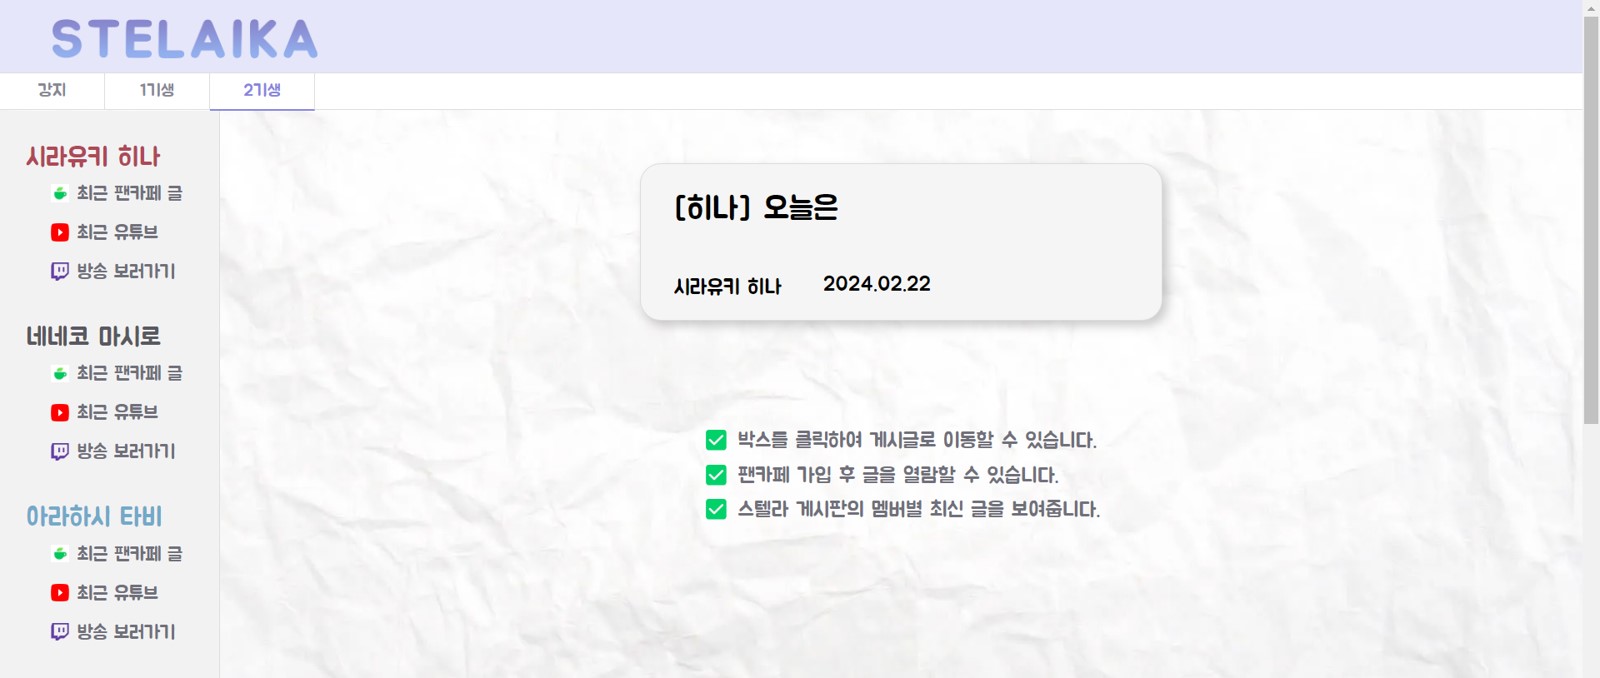 STELAIKA
강지
1기생
2기생
시라유키 히나
최근 팬카페 글
최근 유튜브
방송 보러가기
네네코 마시로
최근 팬카페 글
최근 유튜브
방송 보러가기
아라하시 타비
최근 팬카페 글
최근 유튜브
방송 보러가기
[히나] 오늘은
시라유키 히나 2024.02.22
박스를 클릭하여 게시글로 이동할 수 있습니다.
팬카페 가입 후 글을 열람할 수 있습니다.
스텔라 게시판의 멤버별 최신 글을 보여줍니다.